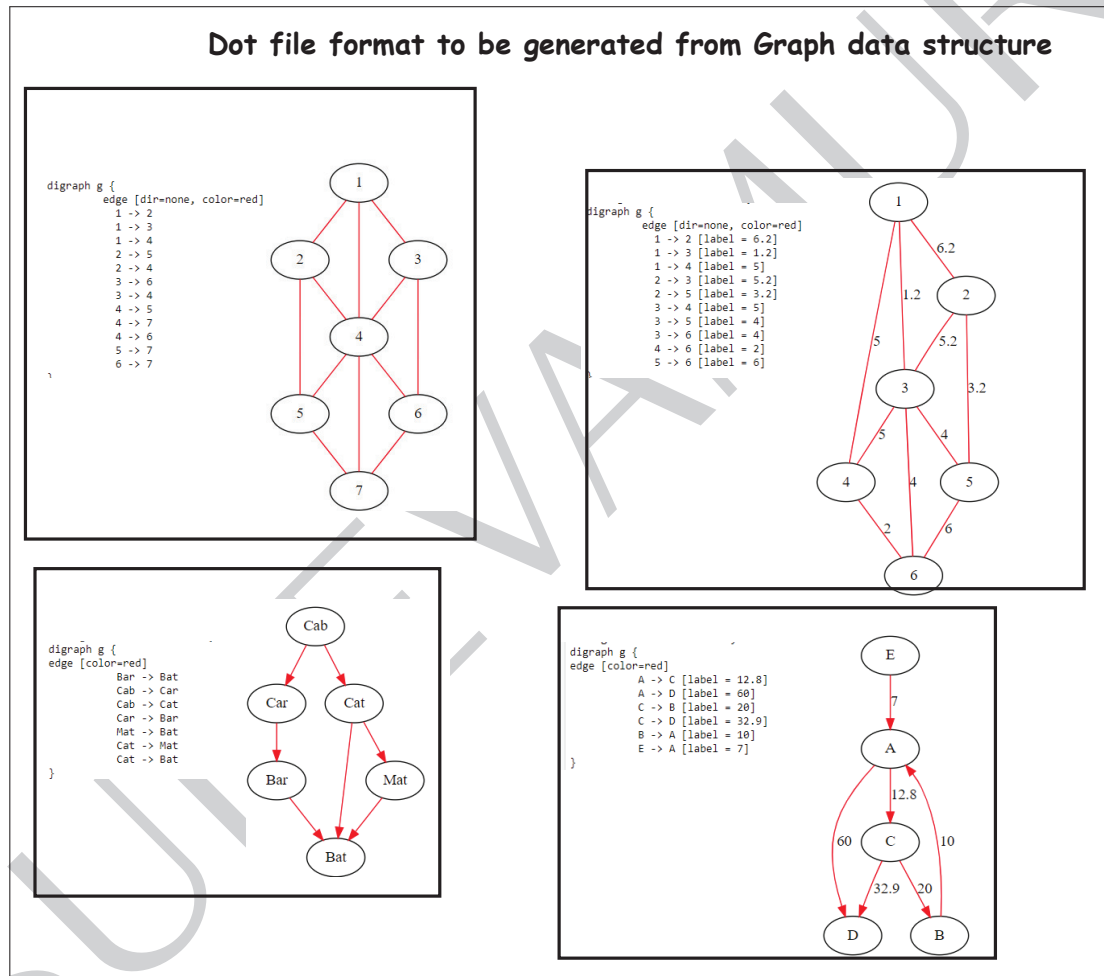 Dot file format to be generated from Graph data structure
digraph g {
edge [dir=none, color=red]
1 -> 2
1 -> 3
1 -> 4
2 -> 5
2 -> 4
3 -> 6
3 -> 4
4 -> 5
4 -> 7
4 -> 6
5 -> 7
6 -> 7
}
1
2
3
4
5
6
7
digraph g {
edge [dir=none, color=red]
1 -> 2 [label = 6.2]
1 -> 3 [label = 1.2]
1 -> 4 [label = 5]
2 -> 3 [label = 5.2]
2 -> 5 [label = 3.2]
3 -> 4 [label = 5]
3 -> 5 [label = 4]
3 -> 6 [label = 4]
4 -> 6 [label = 2]
5 -> 6 [label = 6]
}
1
6.2
1.2
2
5
5.2
3
3.2
5
4
4
4
5
2
6
6
digraph g {
edge [color=red]
Bar -> Bat
Cab -> Car
Cab -> Cat
Car -> Bar
Mat -> Bat
Cat -> Mat
Cat -> Bat
}
Cab
Car
Cat
Bar
Mat
Bat
digraph g {
edge [color=red]
A -> C [label = 12.8]
A -> D [label = 60]
C -> B [label = 20]
C -> D [label = 32.9]
B -> A [label = 10]
E -> A [label = 7]
}
E
7
A
12.8
60
C
10
32.9
20
D
B